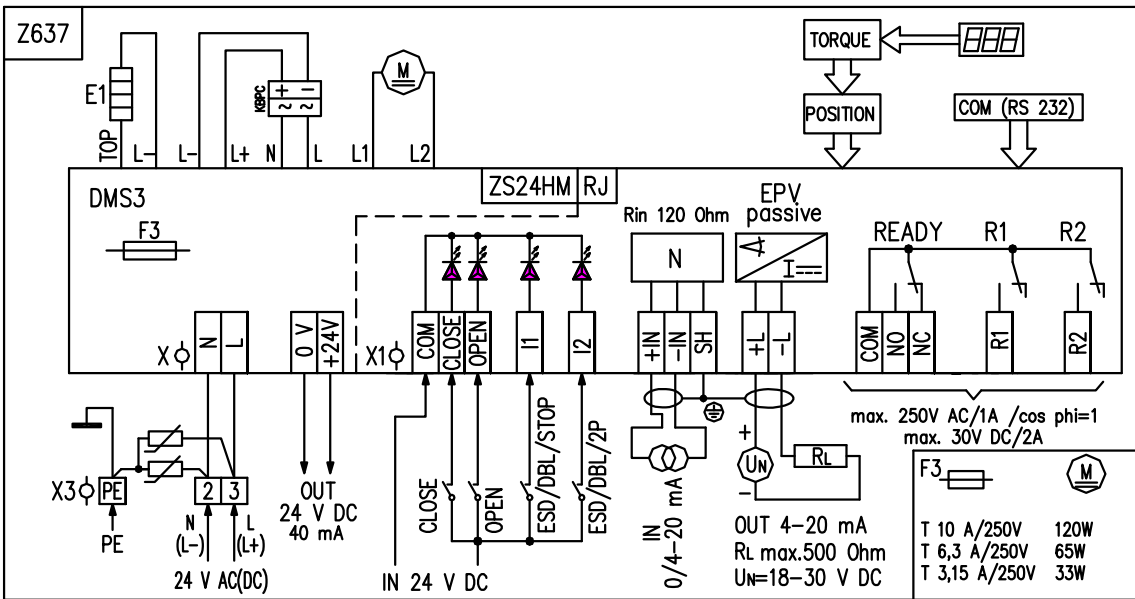 Z637
TORQUE
POSITION
COM (RS 232)
E1
KBPC
+ −
~ ~
M
TOP L− L− L+ N L L1 L2
DMS3
ZS24HM RJ
F3
Rin 120 Ohm
N
EPV
passive
I
READY R1 R2
X N L
0 V +24V
X1 COM CLOSE OPEN I1 I2
+IN −IN SH
+L −L
COM NO NC R1 R2
max. 250V AC/1A /cos phi=1
max. 30V DC/2A
X3 PE 2 3
PE
N
(L−)
L
(L+)
24 V AC(DC)
OUT
24 V DC
40 mA
CLOSE
OPEN
ESD/DBL/STOP
ESD/DBL/2P
IN 24 V DC
IN
0/4−20 mA
+
UN
−
RL
OUT 4−20 mA
RL max.500 Ohm
UN=18−30 V DC
F3 M
T 10 A/250V 120W
T 6,3 A/250V 65W
T 3,15 A/250V 33W